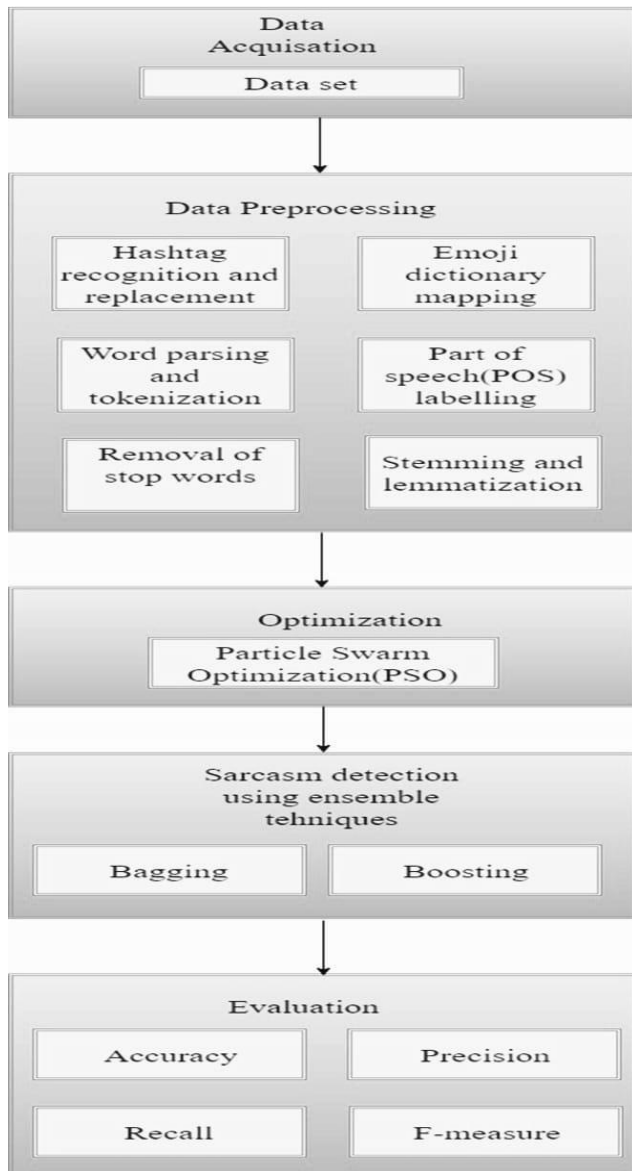 Data
Acquisation
Data set
Data Preprocessing
Hashtag
recognition and
replacement
Emoji
dictionary
mapping
Word parsing
and
tokenization
Part of
speech(POS)
labelling
Removal of
stop words
Stemming and
lemmatization
Optimization
Particle Swarm
Optimization(PSO)
Sarcasm detection
using ensemble
tehniques
Bagging
Boosting
Evaluation
Accuracy
Precision
Recall
F-measure